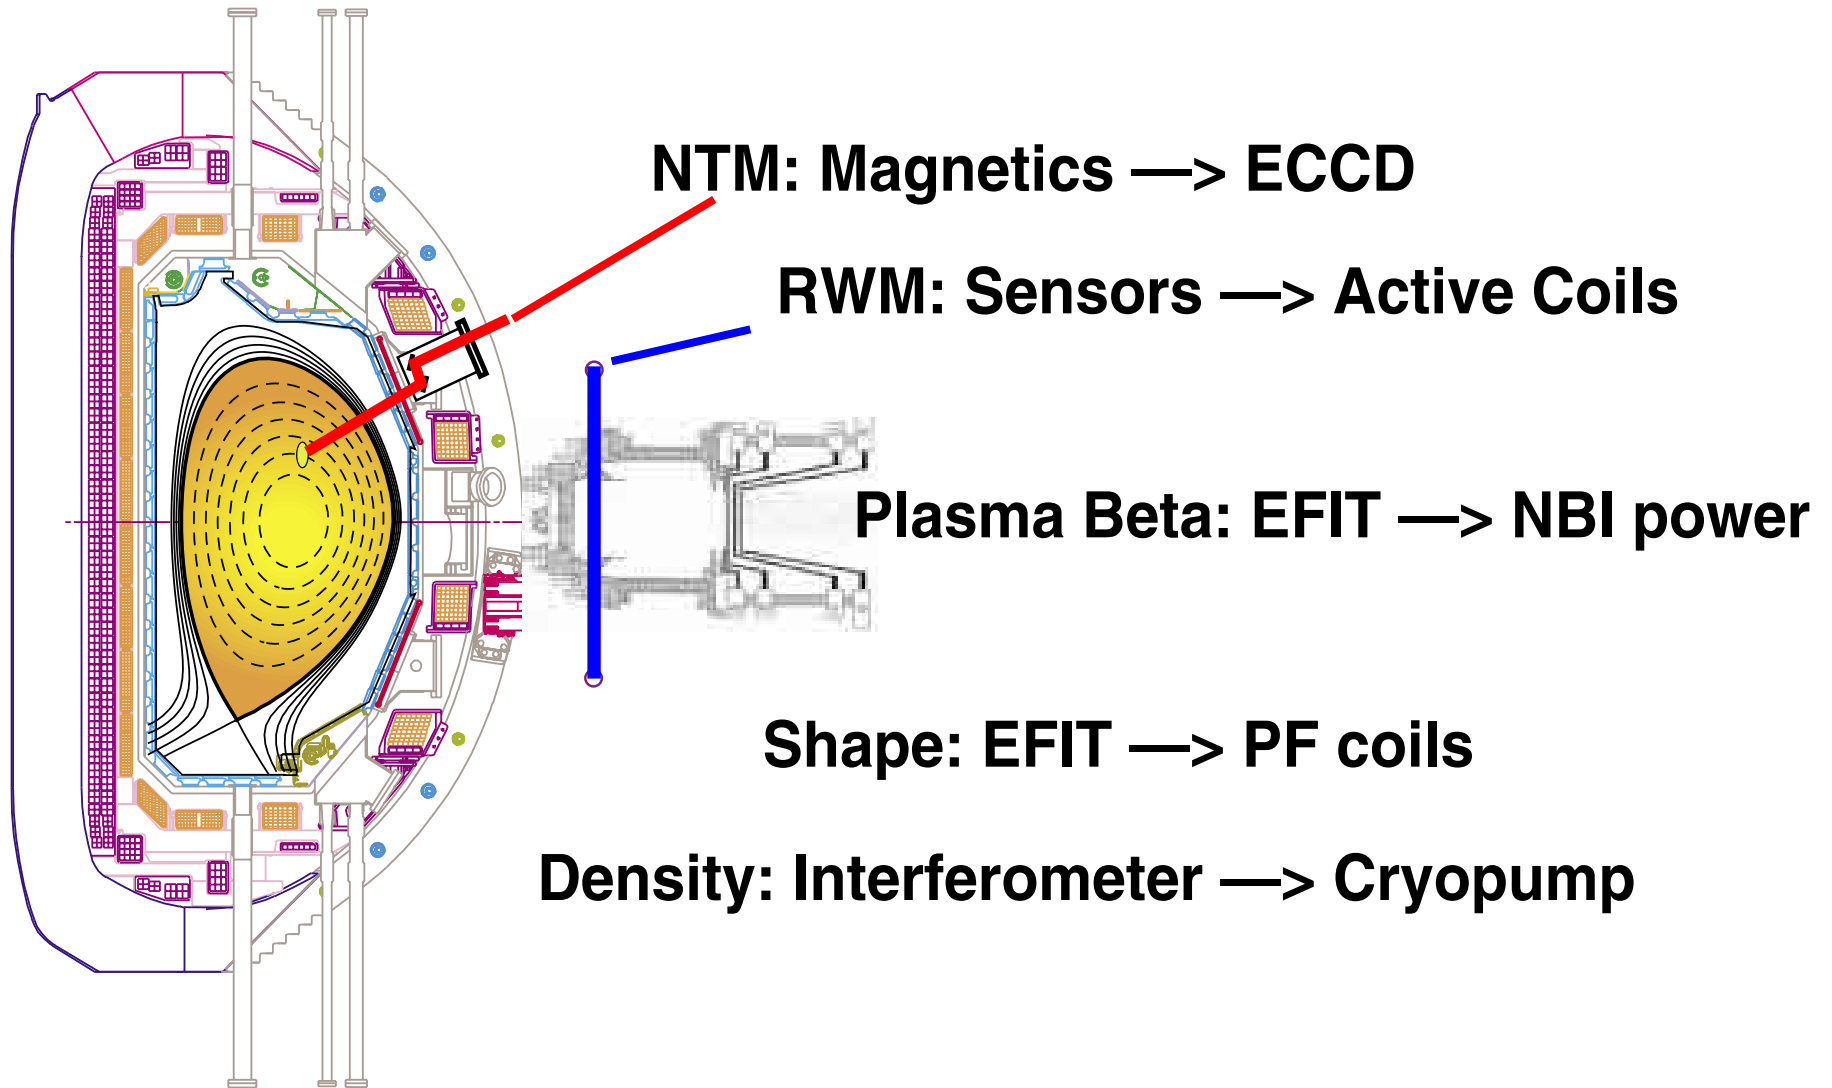 NTM: Magnetics —> ECCD
RWM: Sensors —> Active Coils
Plasma Beta: EFIT —> NBI power
Shape: EFIT —> PF coils
Density: Interferometer —> Cryopump